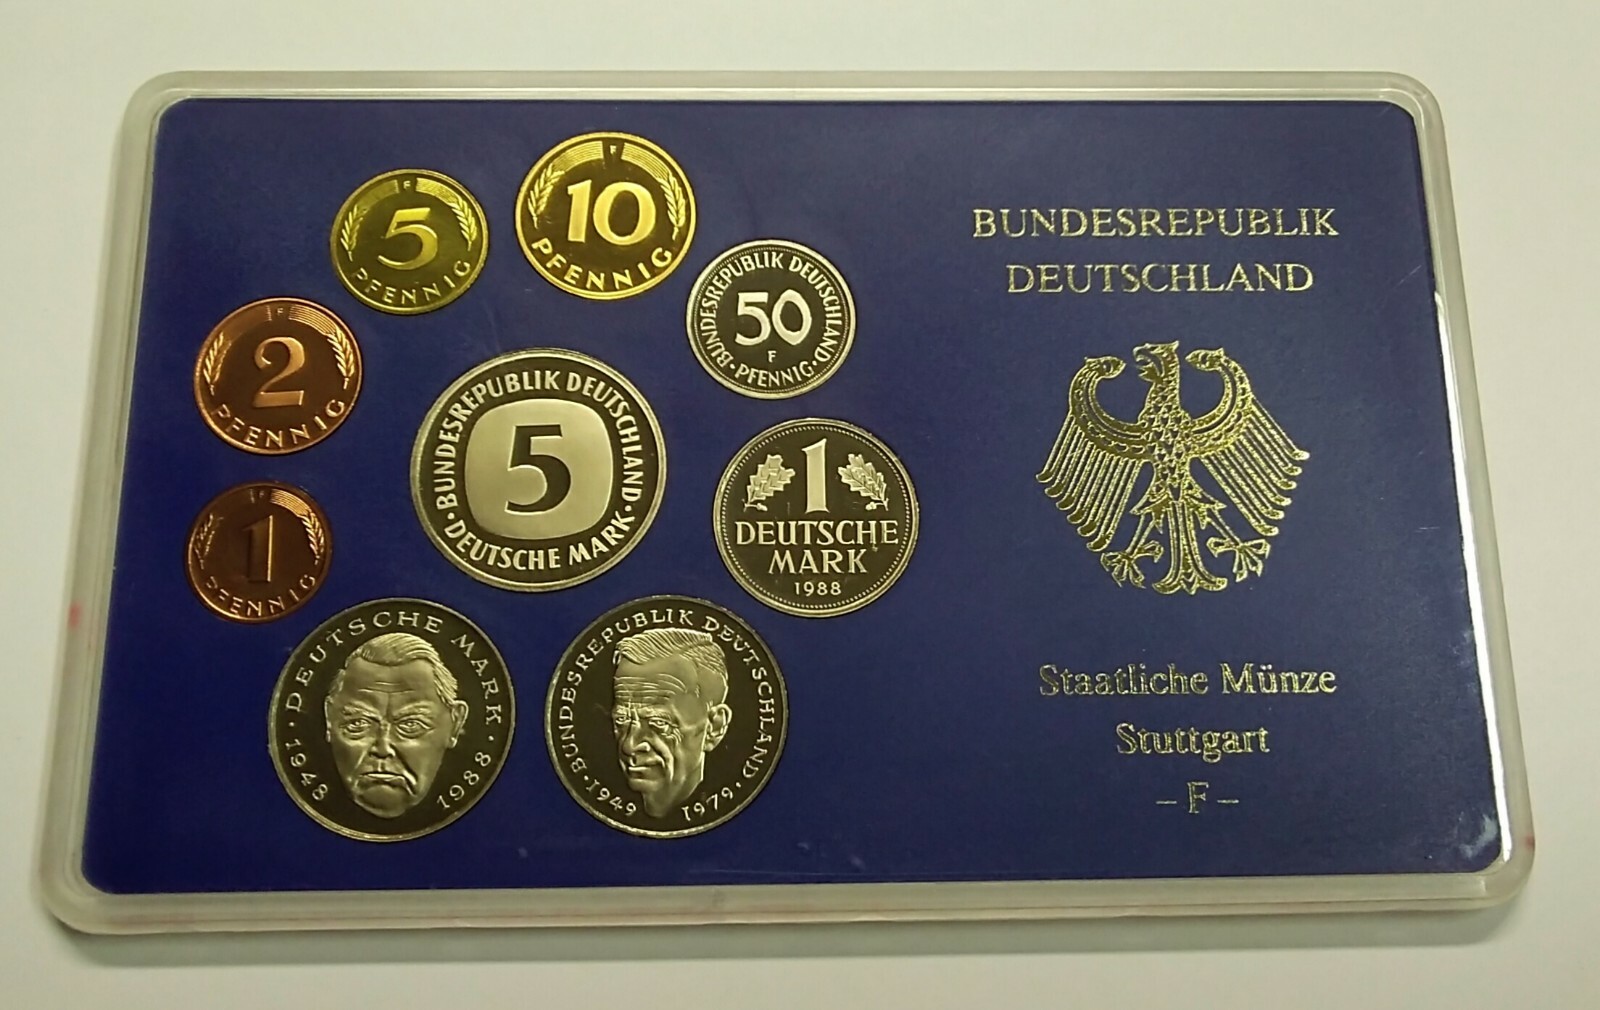 F
5
PFENNIG
F
10
PFENNIG
BUNDESREPUBLIK DEUTSCHLAND
50
F
· PFENNIG ·
F
2
PFENNIG
BUNDESREPUBLIK DEUTSCHLAND
5
· DEUTSCHE MARK ·
1
DEUTSCHE
MARK
1988
F
1
PFENNIG
· DEUTSCHE MARK ·
1948
1988
· BUNDESREPUBLIK DEUTSCHLAND ·
1949
1979
BUNDESREPUBLIK
DEUTSCHLAND
Staatliche Münze
Stuttgart
– F –